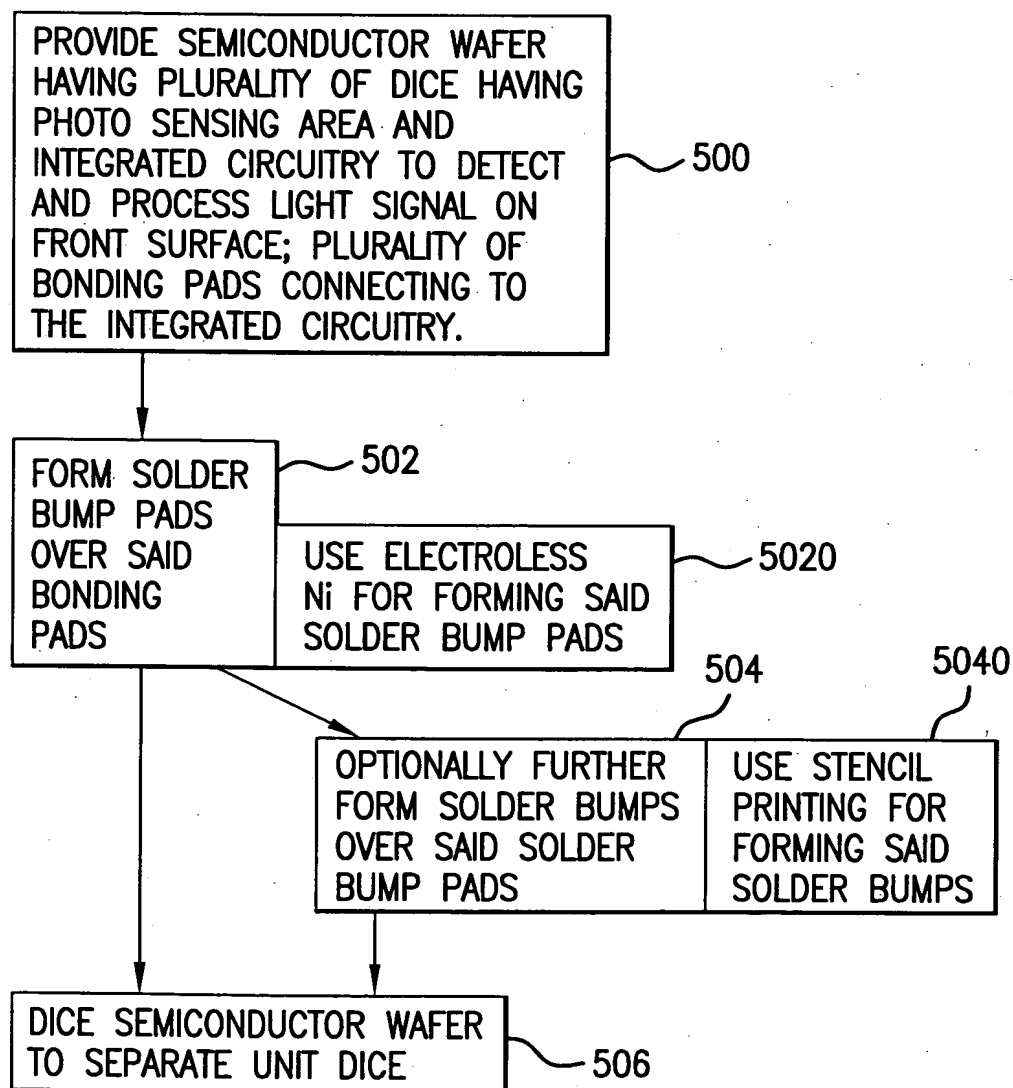 PROVIDE SEMICONDUCTOR WAFER
HAVING PLURALITY OF DICE HAVING
PHOTO SENSING AREA AND
INTEGRATED CIRCUITRY TO DETECT
AND PROCESS LIGHT SIGNAL ON
FRONT SURFACE; PLURALITY OF
BONDING PADS CONNECTING TO
THE INTEGRATED CIRCUITRY.
500
FORM SOLDER
BUMP PADS
OVER SAID
BONDING
PADS
502
USE ELECTROLESS
Ni FOR FORMING SAID
SOLDER BUMP PADS
5020
OPTIONALLY FURTHER
FORM SOLDER BUMPS
OVER SAID SOLDER
BUMP PADS
504
USE STENCIL
PRINTING FOR
FORMING SAID
SOLDER BUMPS
5040
DICE SEMICONDUCTOR WAFER
TO SEPARATE UNIT DICE
506